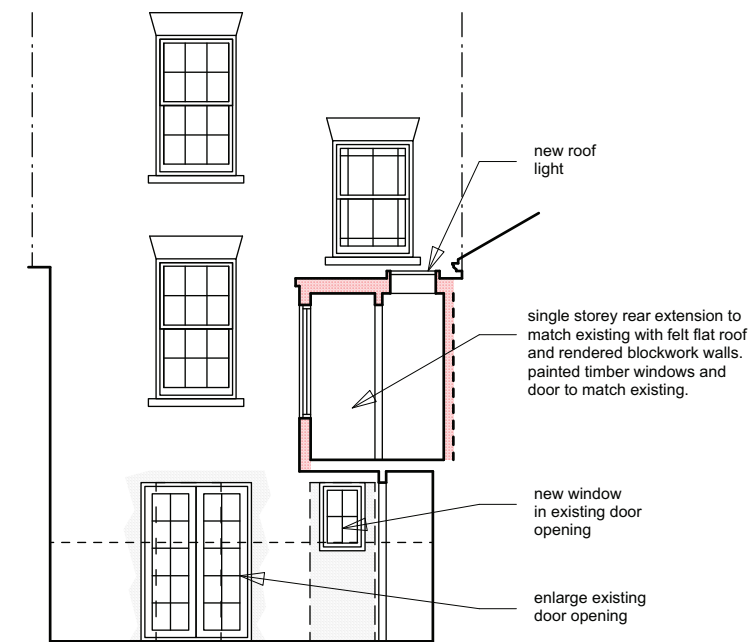 new roof
light
single storey rear extension to
match existing with felt flat roof
and rendered blockwork walls.
painted timber windows and
door to match existing.
new window
in existing door
opening
enlarge existing
door opening